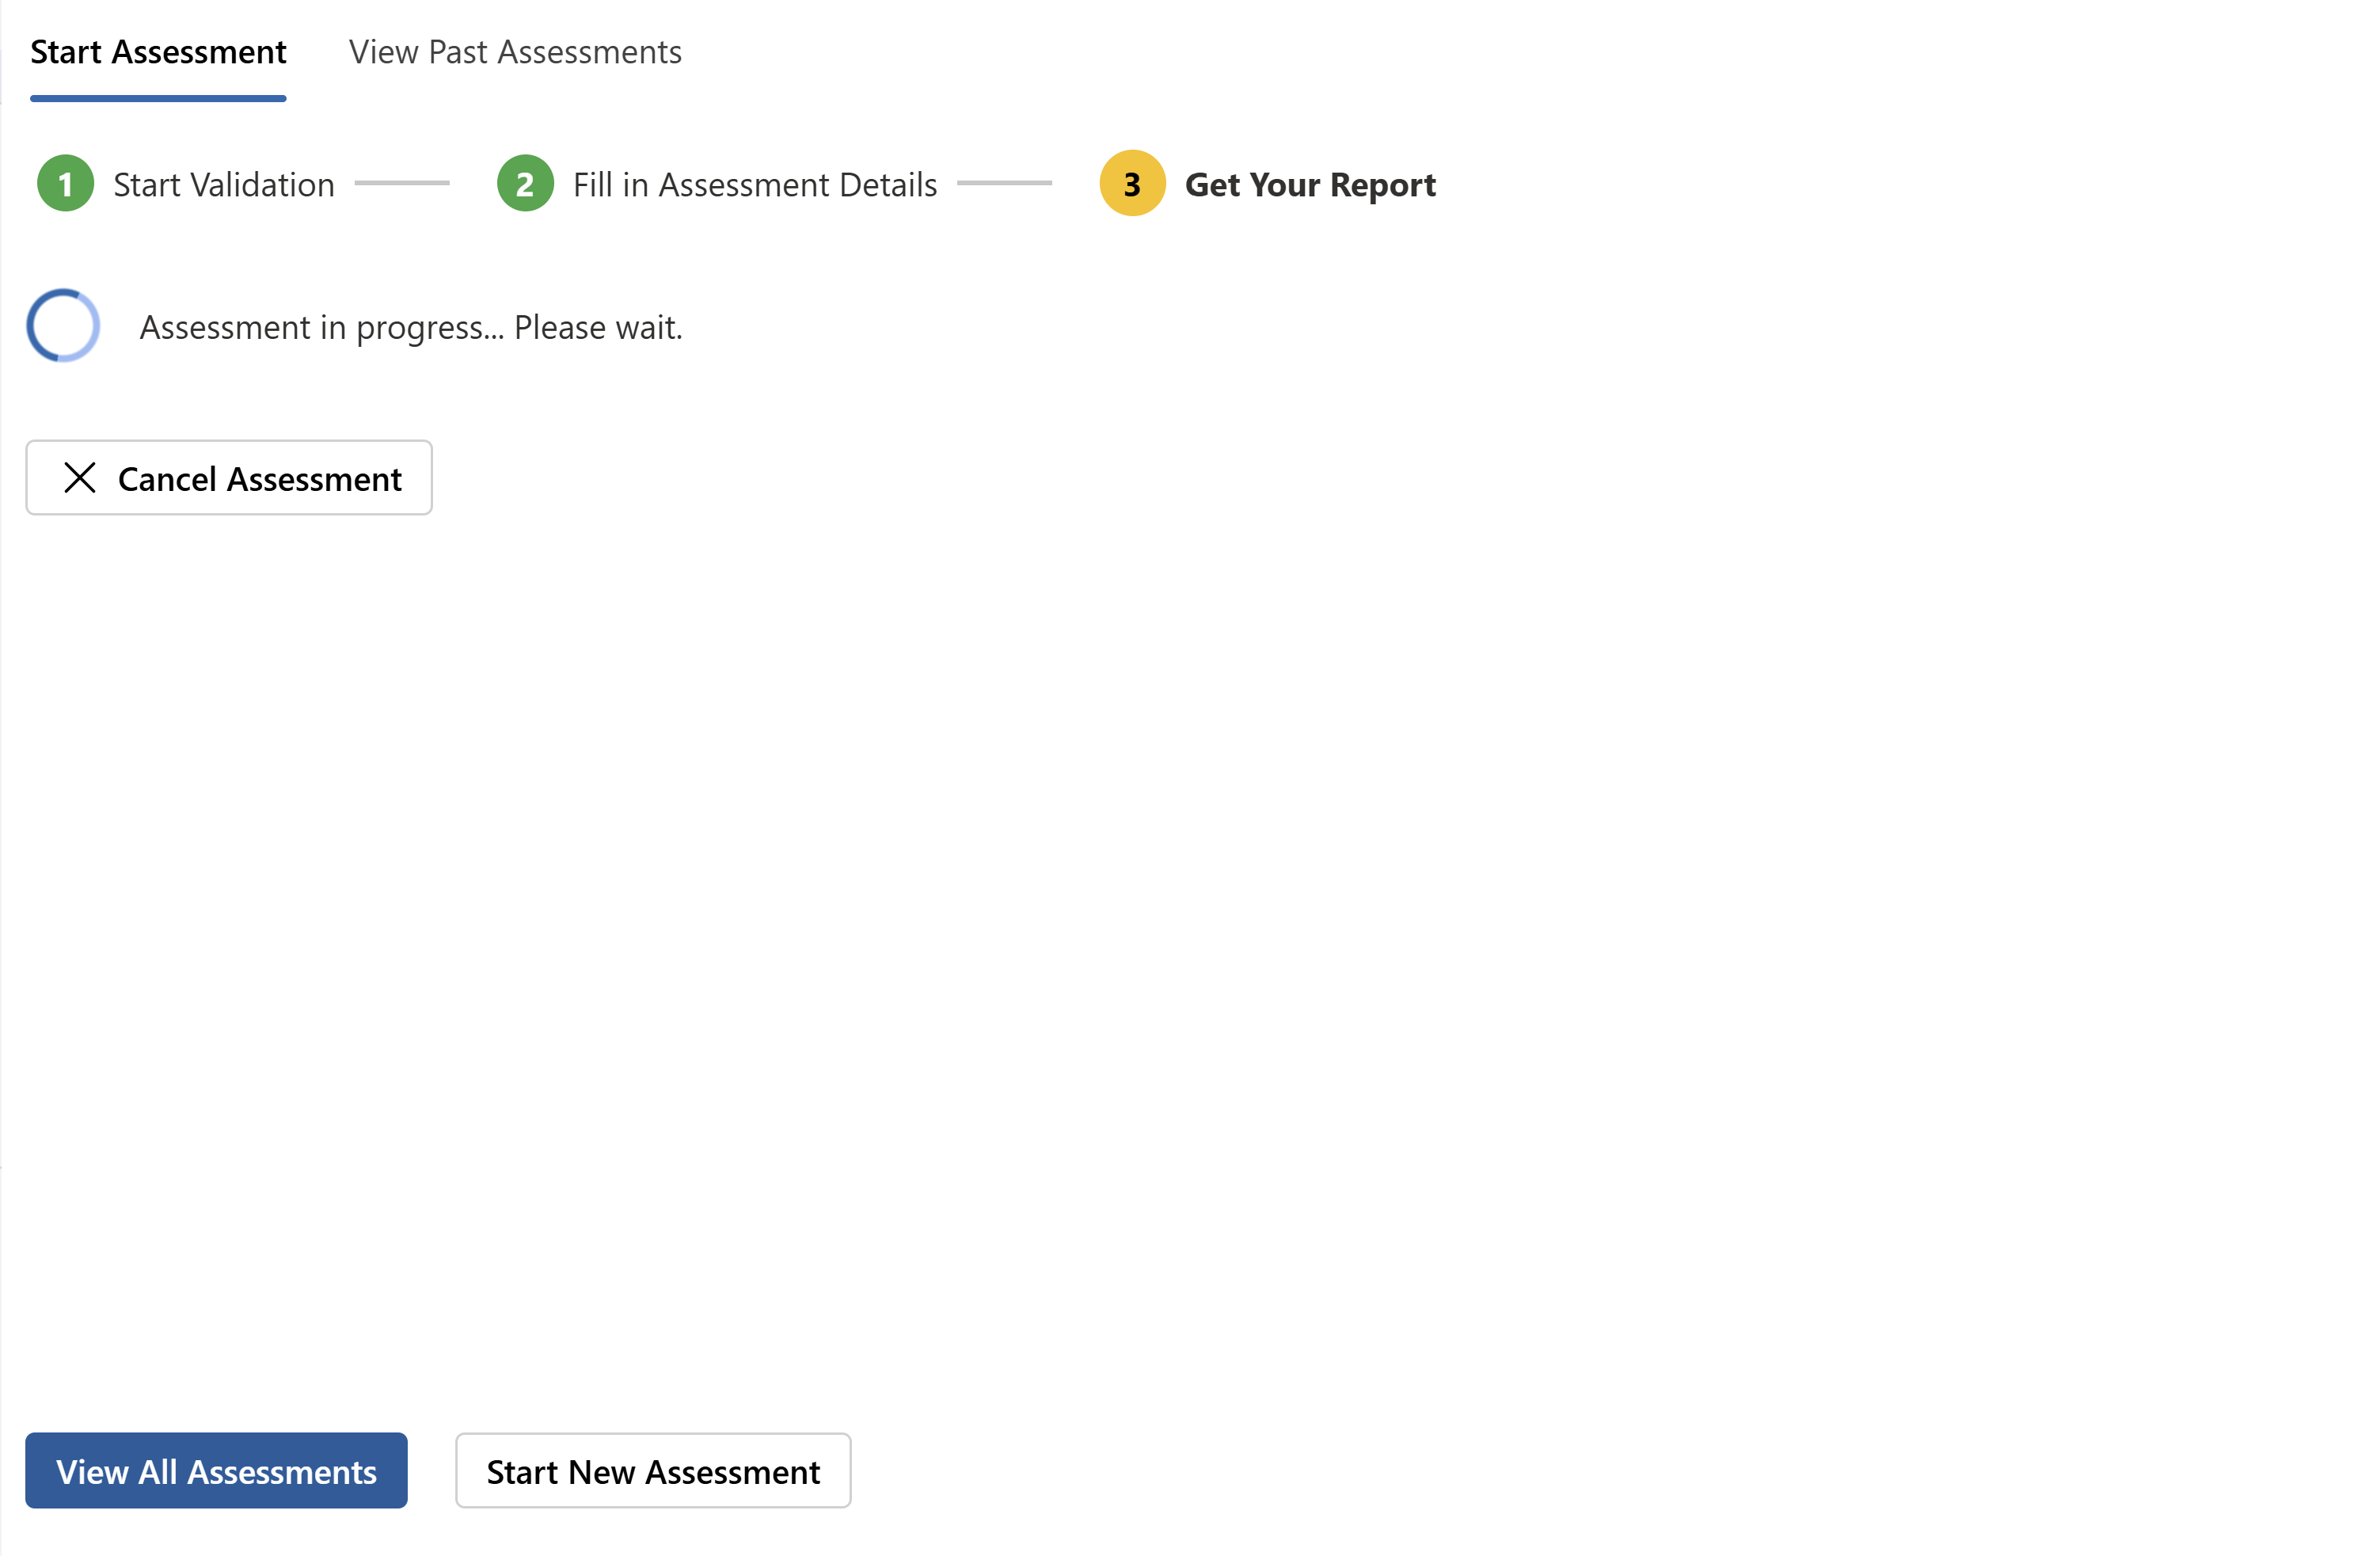 Start Assessment View Past Assessments
1 Start Validation 2 Fill in Assessment Details 3 Get Your Report
Assessment in progress... Please wait.
Cancel Assessment
View All Assessments Start New Assessment